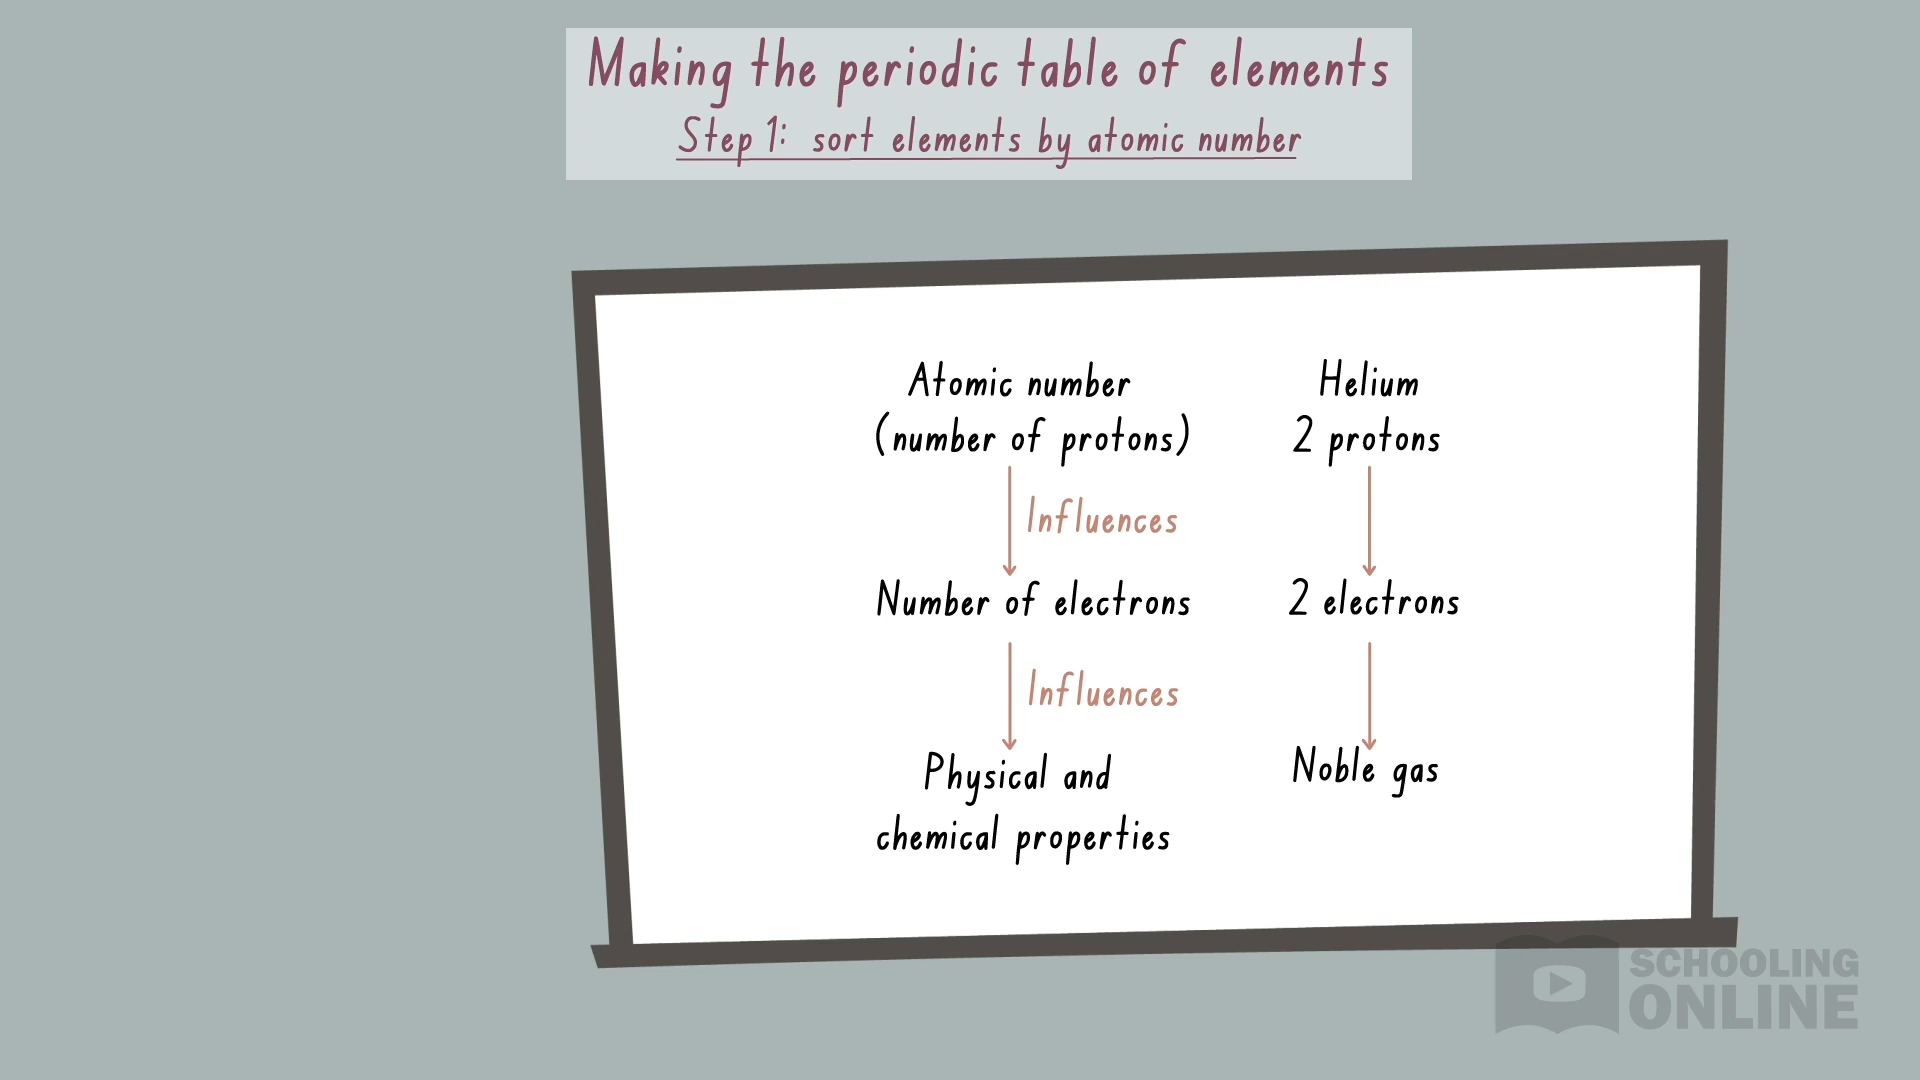 Making the periodic table of elements
Step 1: sort elements by atomic number
Atomic number
(number of protons)
Influences
Number of electrons
Influences
Physical and
chemical properties
Helium
2 protons
2 electrons
Noble gas
SCHOOLING
ONLINE